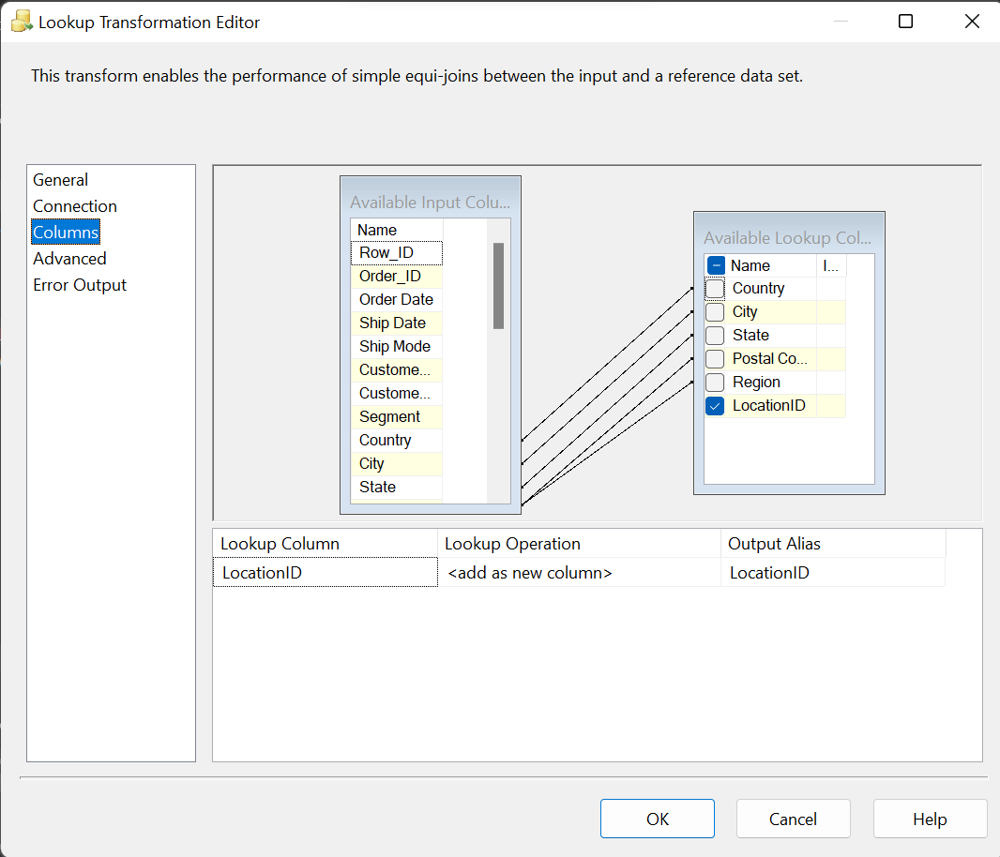 Lookup Transformation Editor
This transform enables the performance of simple equi-joins between the input and a reference data set.
General
Connection
Columns
Advanced
Error Output
Available Input Colu...
Name
Row_ID
Order_ID
Order Date
Ship Date
Ship Mode
Custome...
Custome...
Segment
Country
City
State
Available Lookup Col...
Name I...
Country
City
State
Postal Co...
Region
LocationID
Lookup Column Lookup Operation Output Alias
LocationID <add as new column> LocationID
OK Cancel Help